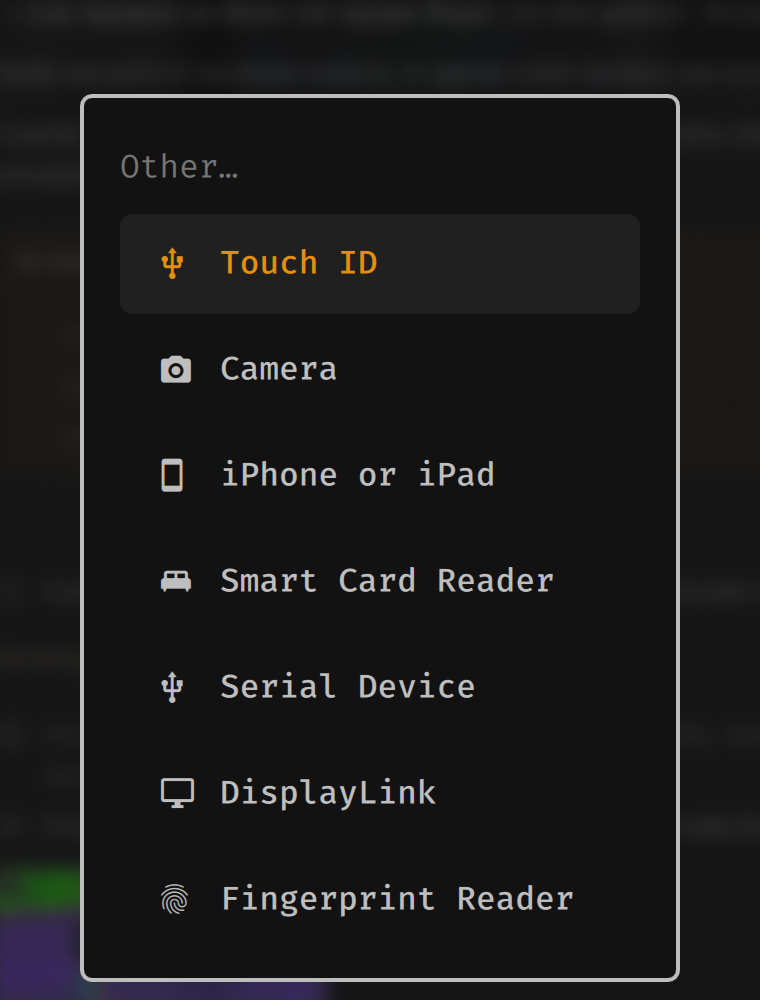 Other…
Touch ID
Camera
iPhone or iPad
Smart Card Reader
Serial Device
DisplayLink
Fingerprint Reader